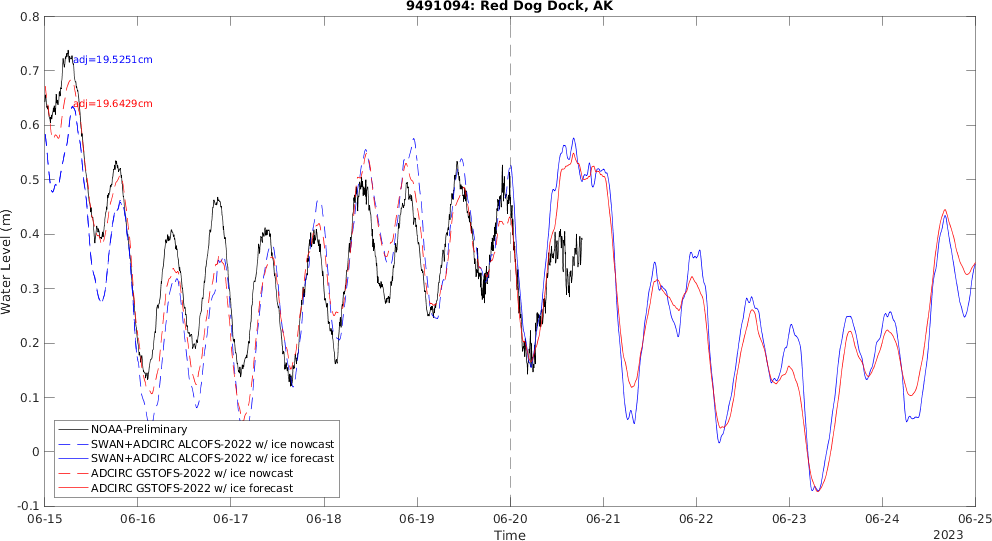 9491094: Red Dog Dock, AK
0.8
0.7
0.6
0.5
0.4
0.3
0.2
0.1
0
-0.1
Water Level (m)
adj=19.5251cm
adj=19.6429cm
NOAA-Preliminary
SWAN+ADCIRC ALCOFS-2022 w/ ice nowcast
SWAN+ADCIRC ALCOFS-2022 w/ ice forecast
ADCIRC GSTOFS-2022 w/ ice nowcast
ADCIRC GSTOFS-2022 w/ ice forecast
06-15 06-16 06-17 06-18 06-19 06-20 06-21 06-22 06-23 06-24 06-25
Time
2023